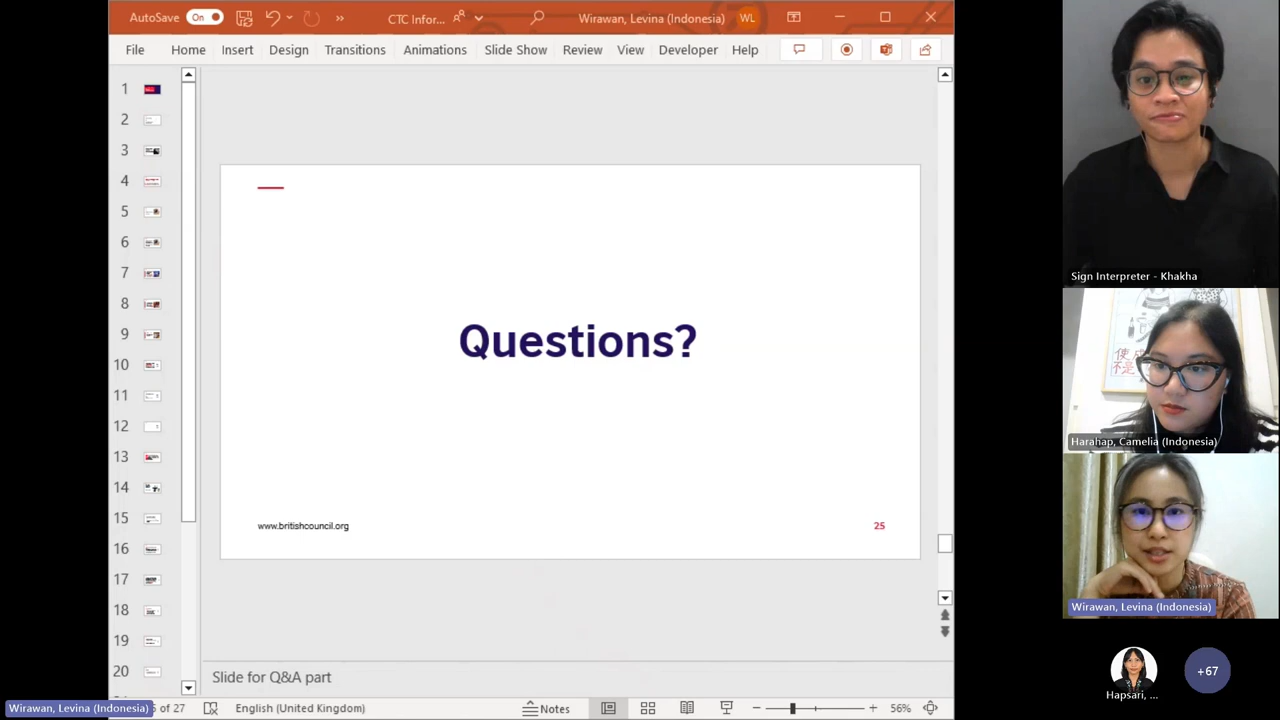 AutoSave
On
CTC Infor...
Wirawan, Levina (Indonesia)
WL
File
Home
Insert
Design
Transitions
Animations
Slide Show
Review
View
Developer
Help
1
2
3
4
5
6
7
8
9
10
11
12
13
14
15
16
17
18
19
20
Questions?
www.britishcouncil.org
25
Slide for Q&A part
of 27
English (United Kingdom)
Notes
56%
Wirawan, Levina (Indonesia)
Sign Interpreter - Khakha
Harahap, Camelia (Indonesia)
Wirawan, Levina (Indonesia)
Hapsari, ...
+67